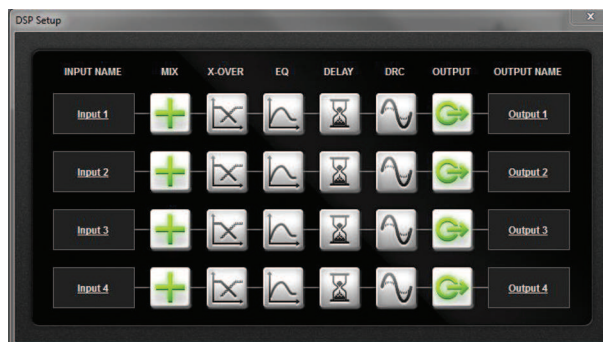 DSP Setup
x
INPUT NAME MIX X-OVER EQ DELAY DRC OUTPUT OUTPUT NAME
Input 1 Output 1
Input 2 Output 2
Input 3 Output 3
Input 4 Output 4